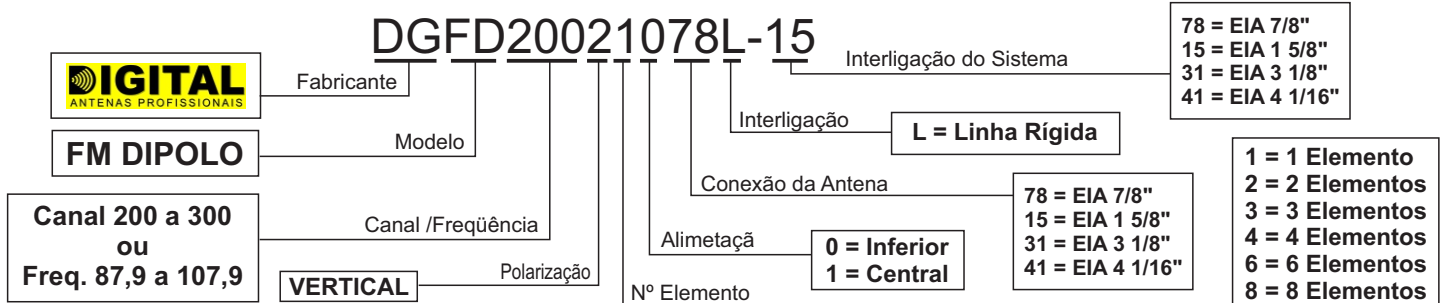 DGFD20021078L-15
DIGITAL
ANTENAS PROFISSIONAIS
Fabricante
Interligação do Sistema
78 = EIA 7/8"
15 = EIA 1 5/8"
31 = EIA 3 1/8"
41 = EIA 4 1/16"
FM DIPOLO
Modelo
Interligação
L = Linha Rígida
Canal 200 a 300
ou
Freq. 87,9 a 107,9
Canal /Freqüência
Conexão da Antena
78 = EIA 7/8"
15 = EIA 1 5/8"
31 = EIA 3 1/8"
41 = EIA 4 1/16"
Alimetaçã
0 = Inferior
1 = Central
VERTICAL
Polarização
Nº Elemento
1 = 1 Elemento
2 = 2 Elementos
3 = 3 Elementos
4 = 4 Elementos
6 = 6 Elementos
8 = 8 Elementos